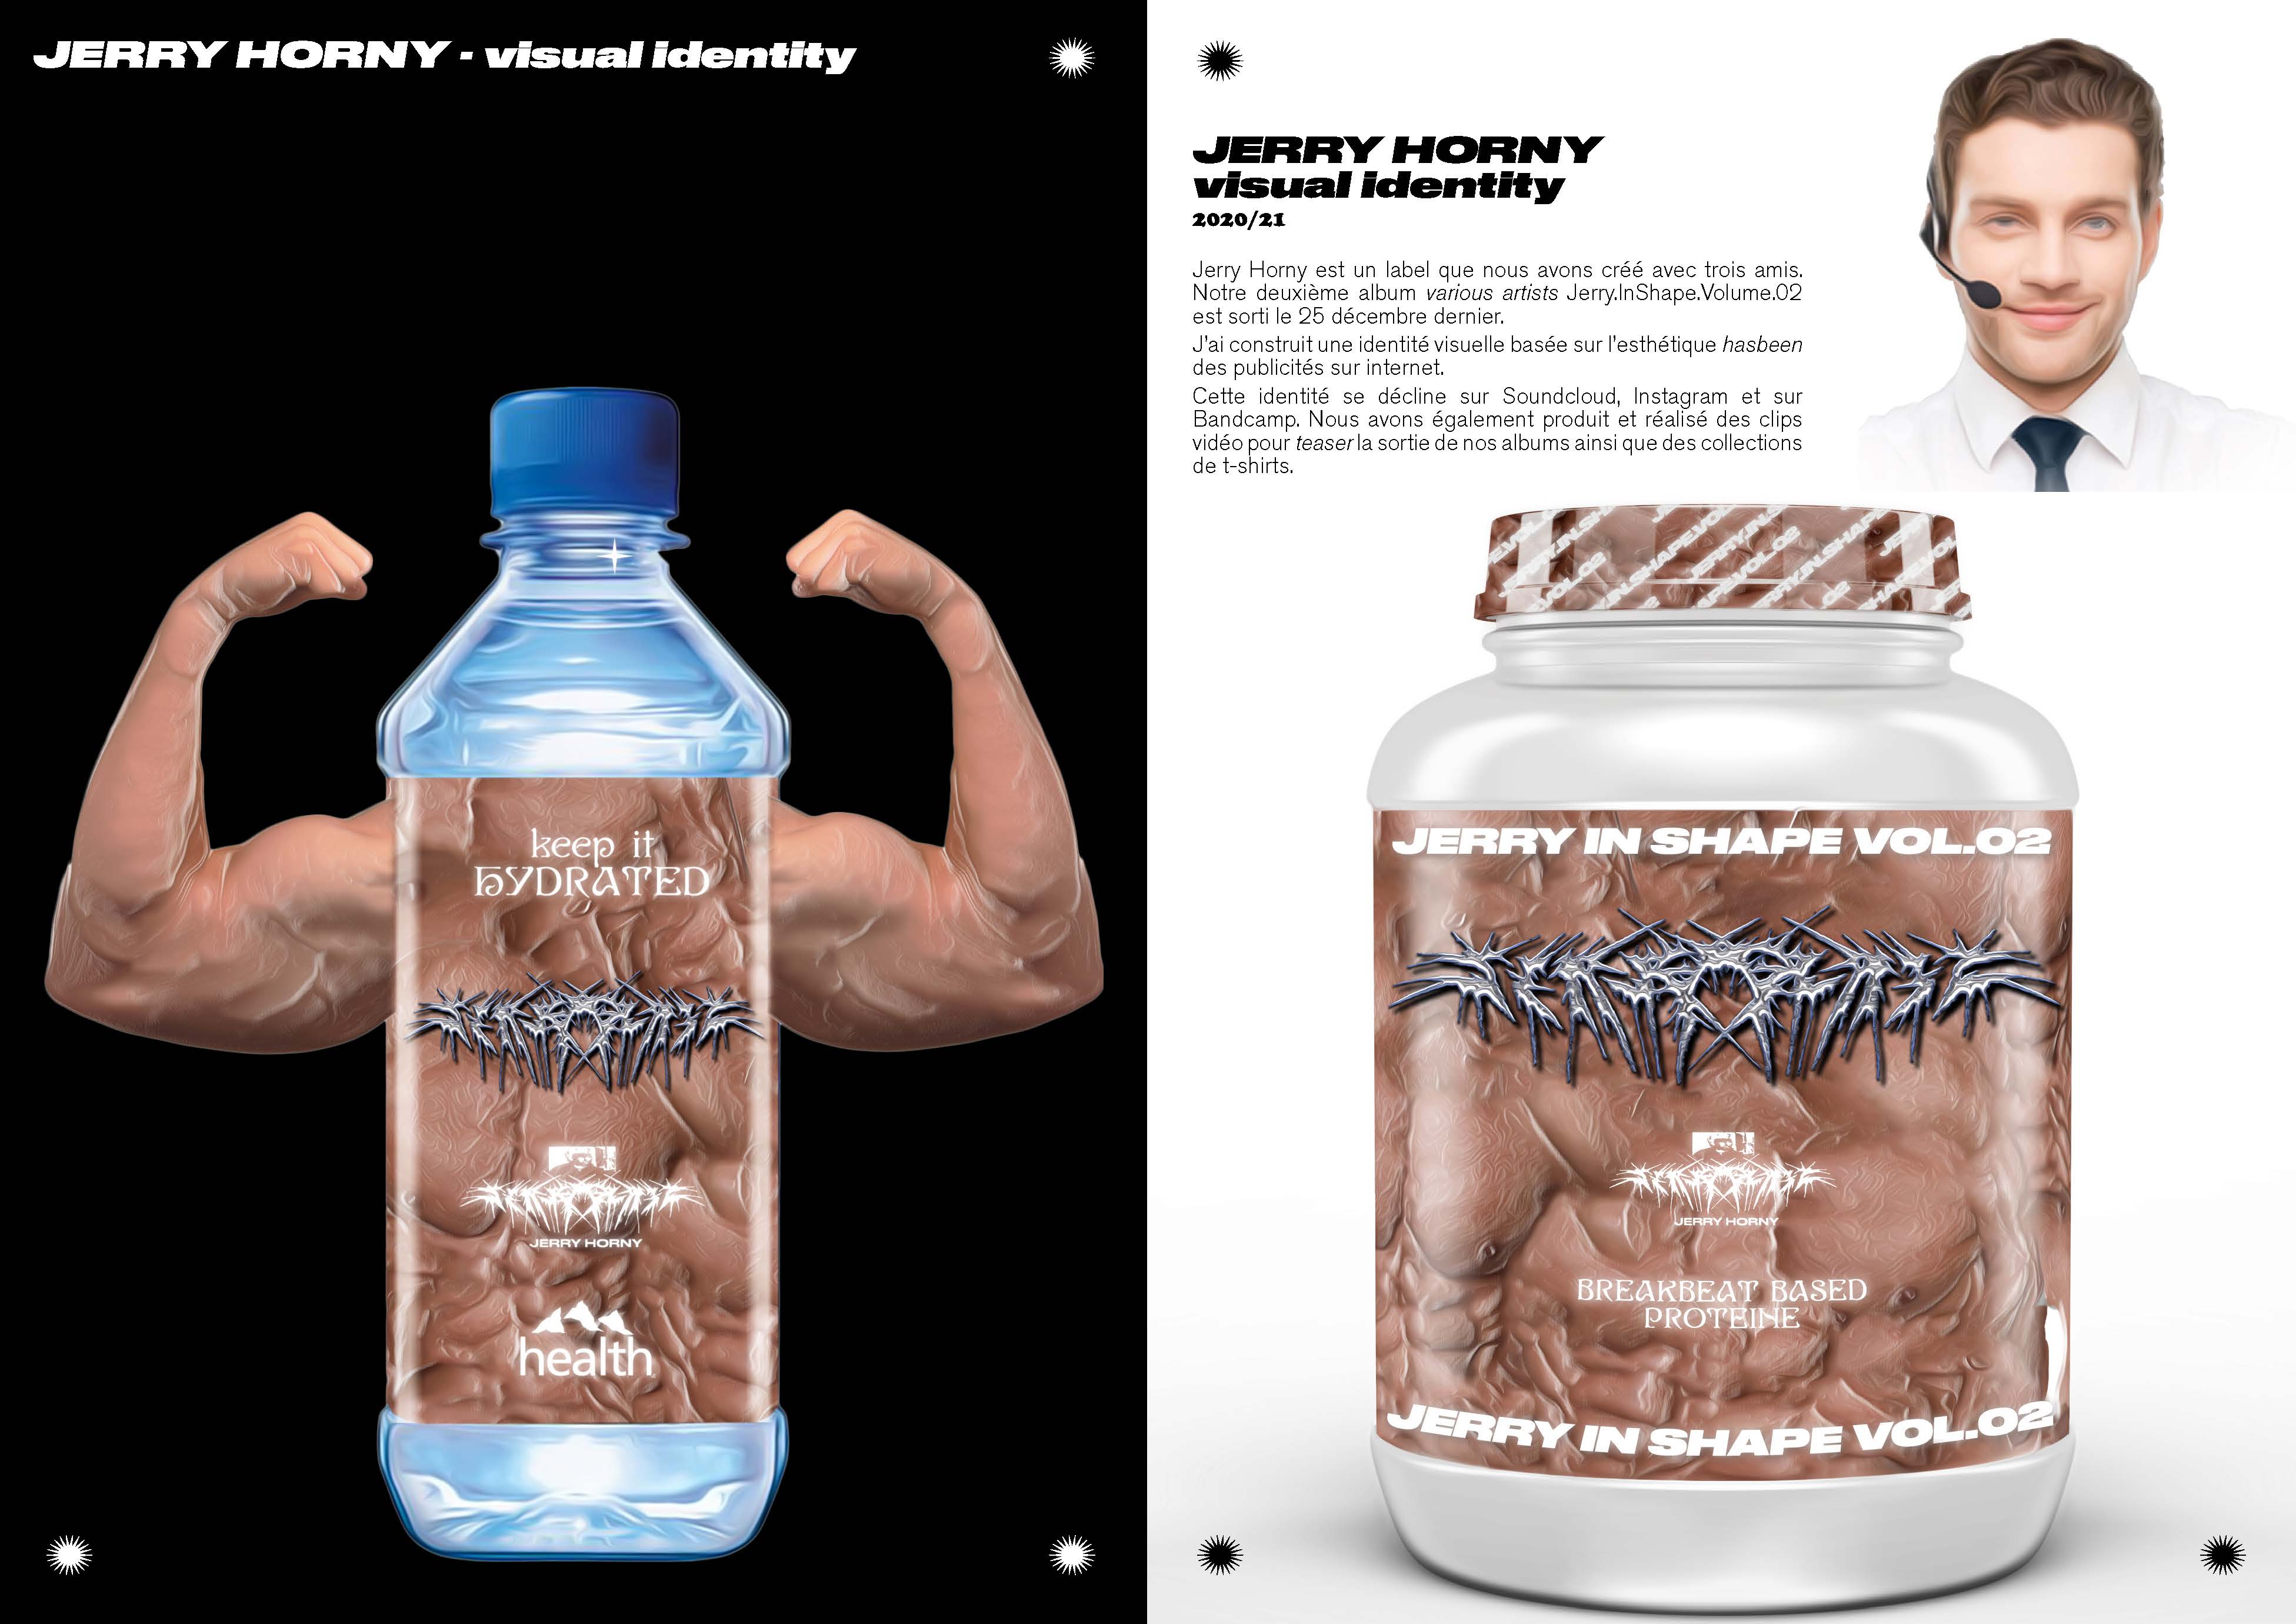 JERRY HORNY • visual identity
keep it
HYDRATED
JERRY HORNY
health
JERRY HORNY
visual identity
2020/21
Jerry Horny est un label que nous avons créé avec trois amis.
Notre deuxième album various artists Jerry.InShape.Volume.02
est sorti le 25 décembre dernier.
J'ai construit une identité visuelle basée sur l'esthétique hasbeen
des publicités sur internet.
Cette identité se décline sur Soundcloud, Instagram et sur
Bandcamp. Nous avons également produit et réalisé des clips
vidéo pour teaser la sortie de nos albums ainsi que des collections
de t-shirts.
JERRY IN SHAPE VOL.02
JERRY HORNY
BREAKBEAT BASED
PROTEINE
JERRY IN SHAPE VOL.02